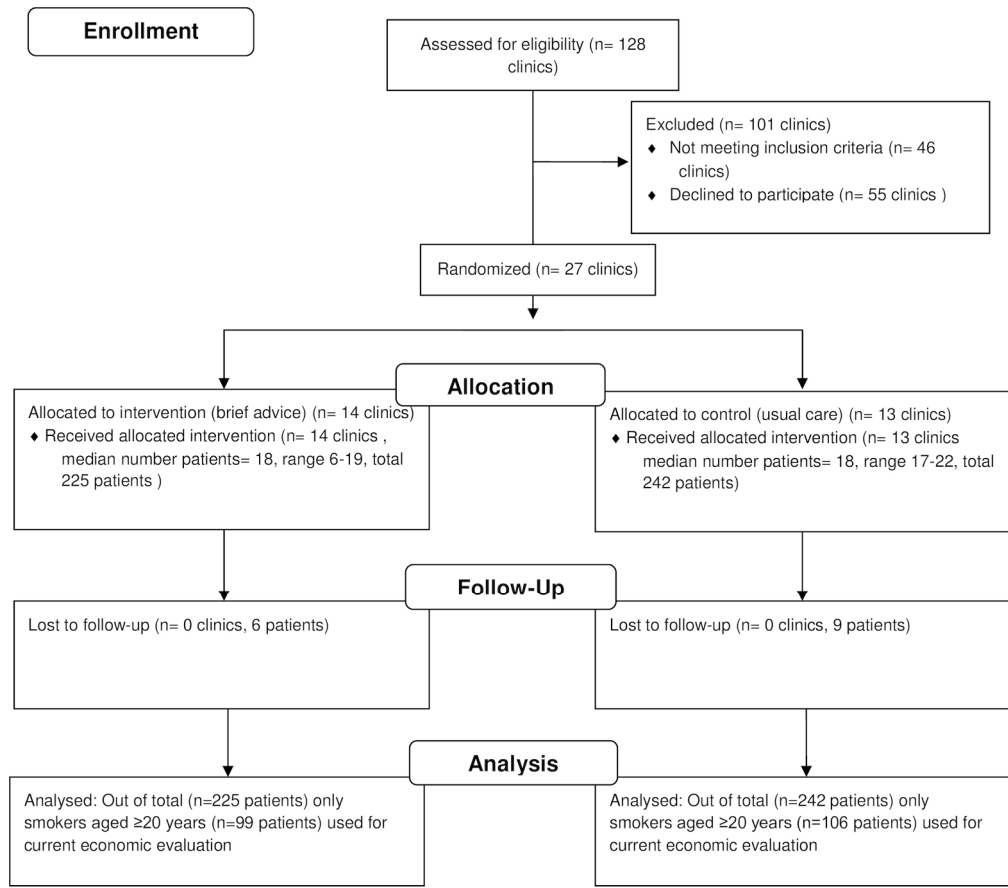 Enrollment
Assessed for eligibility (n= 128
clinics)
Excluded (n= 101 clinics)
♦ Not meeting inclusion criteria (n= 46
clinics)
♦ Declined to participate (n= 55 clinics )
Randomized (n= 27 clinics)
Allocation
Allocated to intervention (brief advice) (n= 14 clinics)
♦ Received allocated intervention (n= 14 clinics ,
median number patients= 18, range 6-19, total
225 patients )
Allocated to control (usual care) (n= 13 clinics)
♦ Received allocated intervention (n= 13 clinics
median number patients= 18, range 17-22, total
242 patients)
Follow-Up
Lost to follow-up (n= 0 clinics, 6 patients)
Lost to follow-up (n= 0 clinics, 9 patients)
Analysis
Analysed: Out of total (n=225 patients) only
smokers aged ≥20 years (n=99 patients) used for
current economic evaluation
Analysed: Out of total (n=242 patients) only
smokers aged ≥20 years (n=106 patients) used for
current economic evaluation